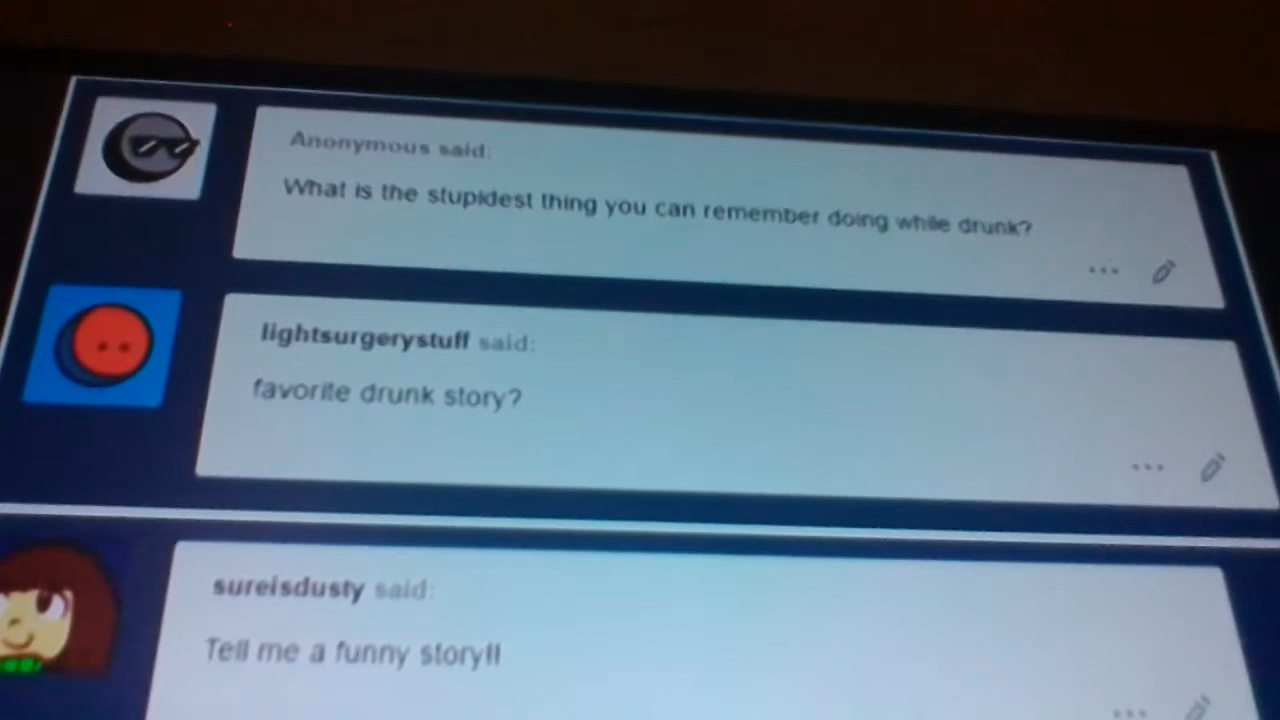 Anonymous said:
What is the stupidest thing you can remember doing while drunk?
lightsurgerystuff said:
favorite drunk story?
sureisdusty said:
Tell me a funny story!!